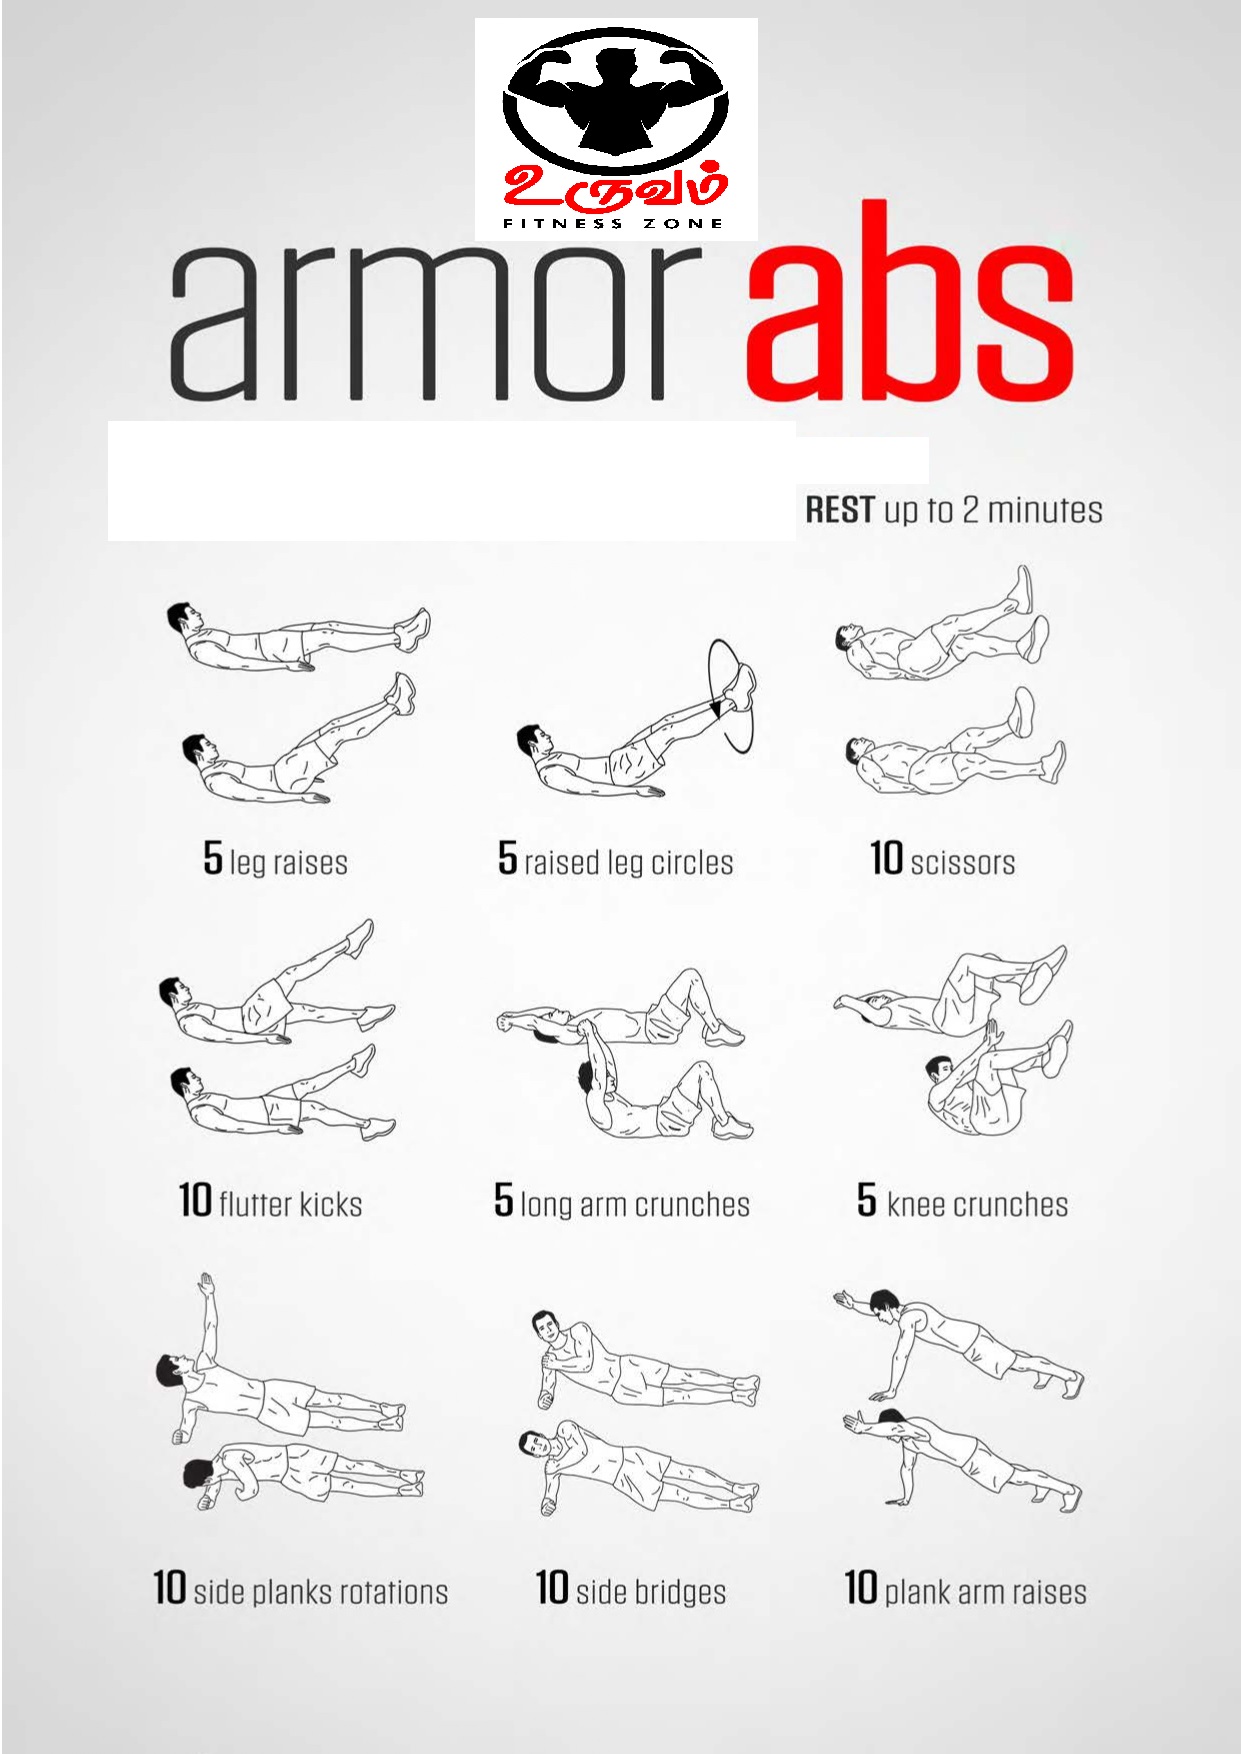 உருவம்
FITNESS ZONE
armor abs
REST up to 2 minutes
5 leg raises
5 raised leg circles
10 scissors
10 flutter kicks
5 long arm crunches
5 knee crunches
10 side planks rotations
10 side bridges
10 plank arm raises